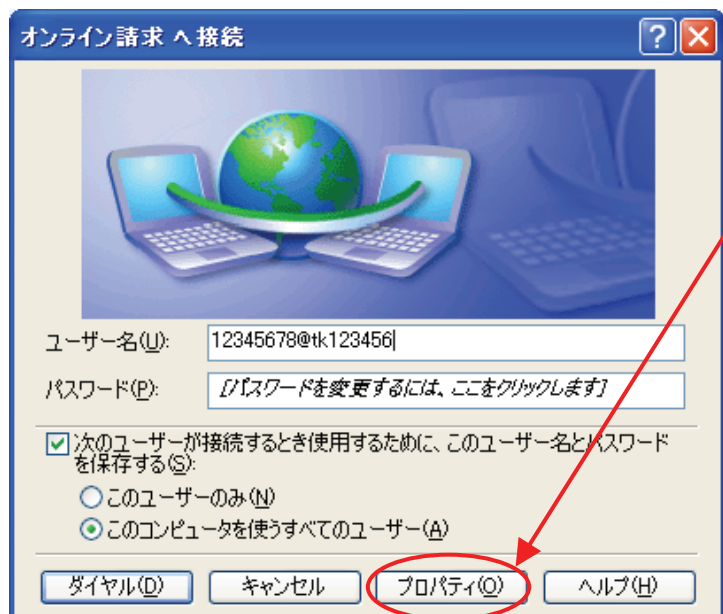 オンライン請求 へ接続
ユーザー名(U):
12345678@tk123456
パスワード(P):
[パスワードを変更するには、ここをクリックします]
次のユーザーが接続するとき使用するために、このユーザー名とパスワード
を保存する(S):
このユーザーのみ(N)
このコンピュータを使うすべてのユーザー(A)
ダイヤル(D)
キャンセル
プロパティ(O)
ヘルプ(H)